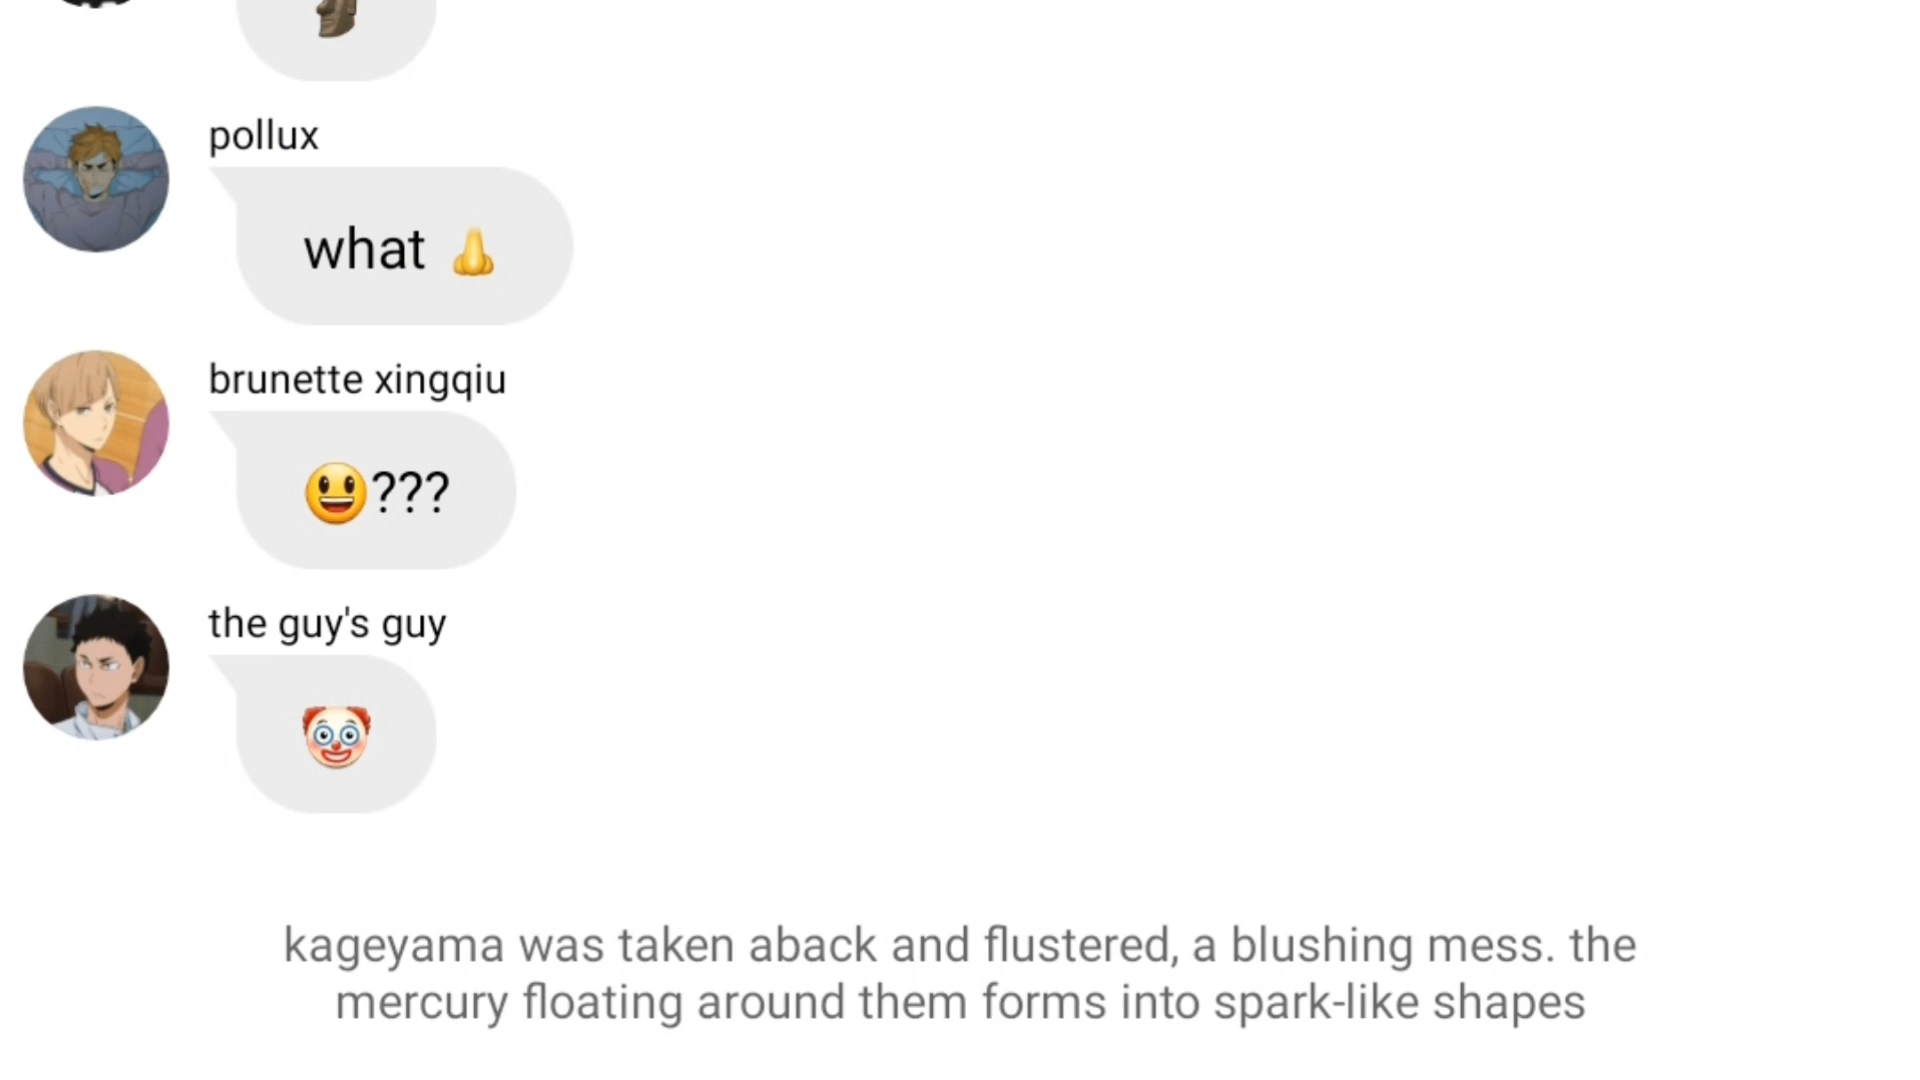 pollux
what 👃
brunette xingqiu
😃???
the guy's guy
🤡
kageyama was taken aback and flustered, a blushing mess. the
mercury floating around them forms into spark-like shapes